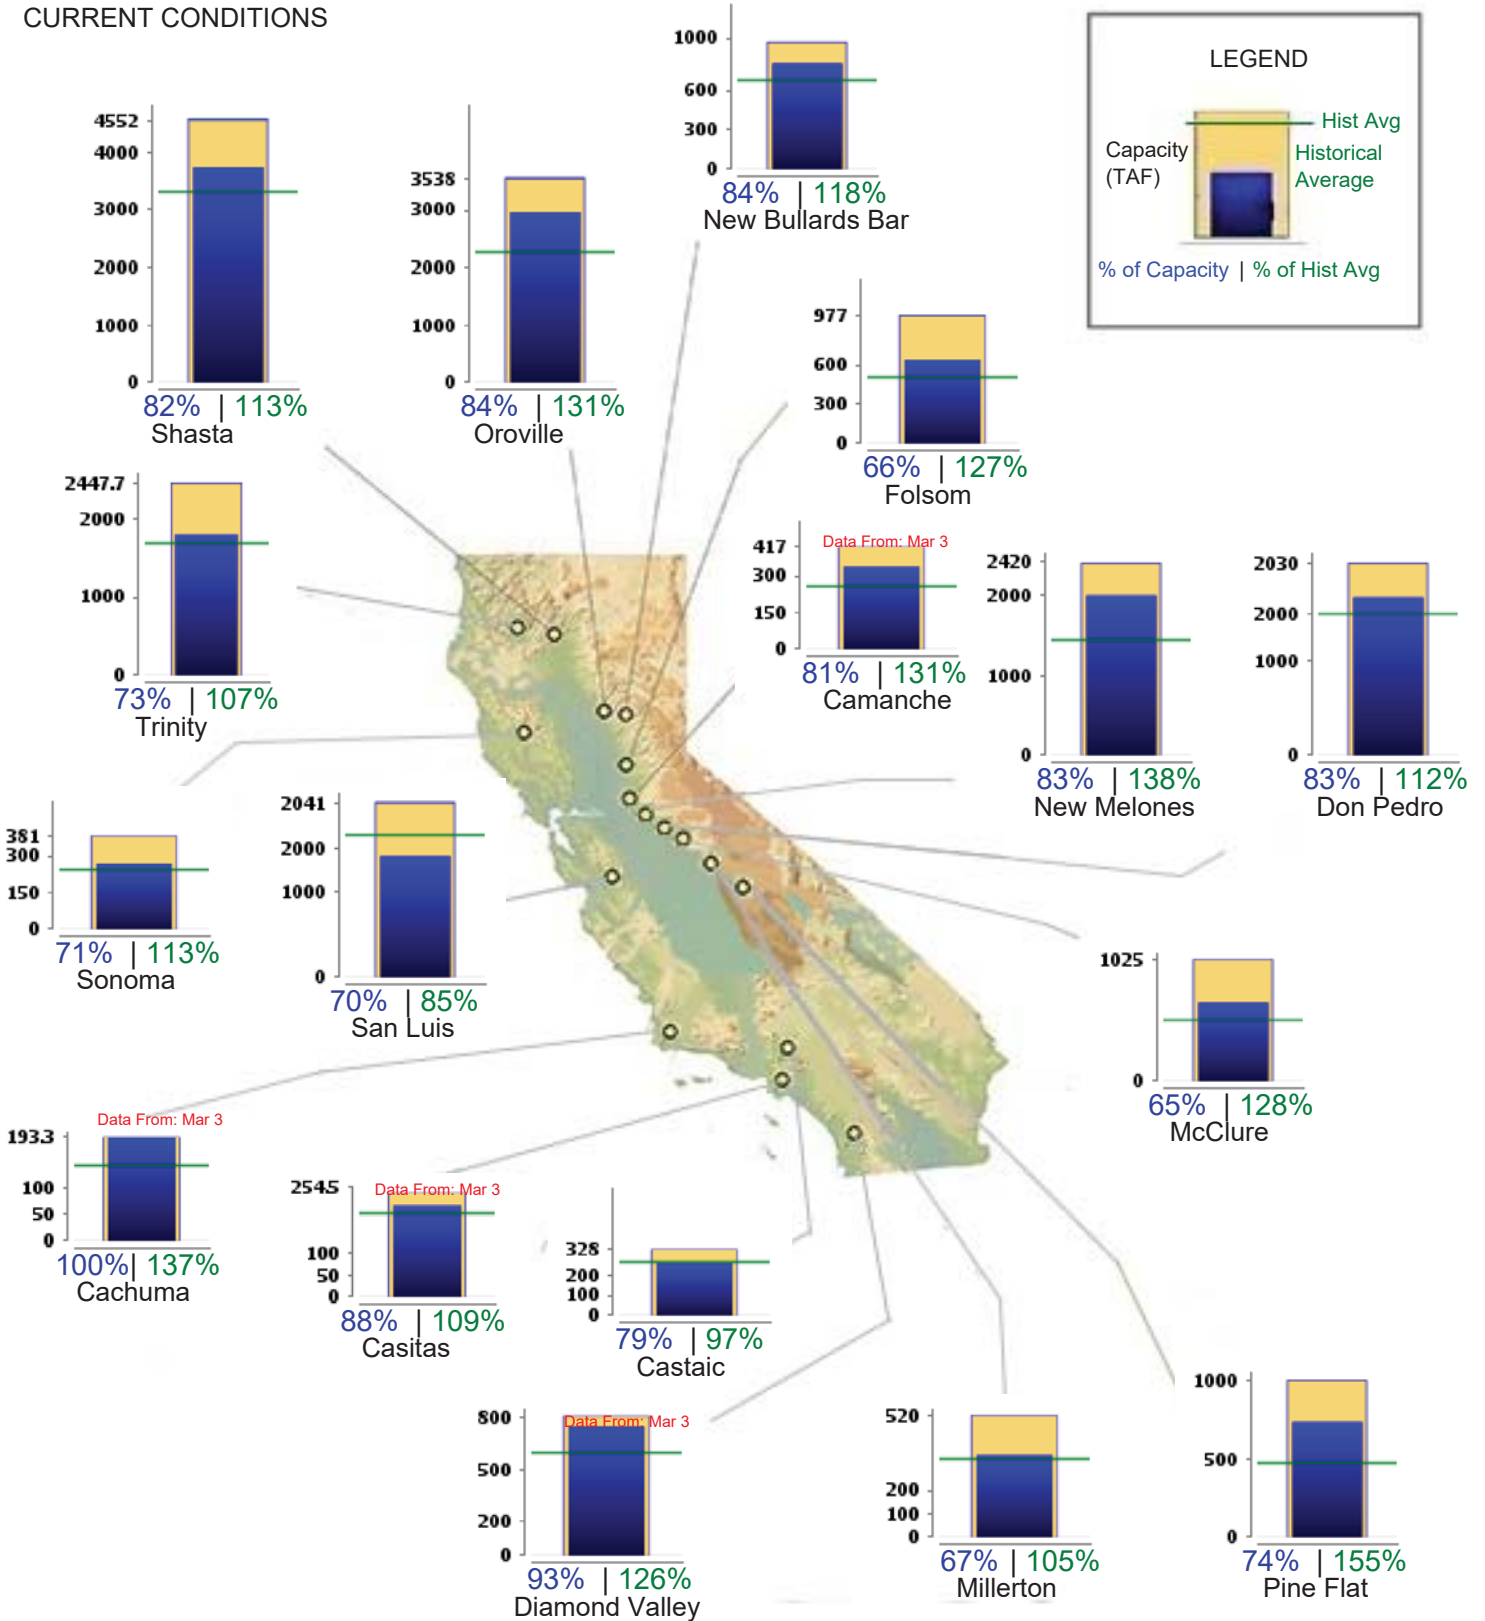 CURRENT CONDITIONS
LEGEND
Hist Avg
Capacity
(TAF)
Historical
Average
% of Capacity | % of Hist Avg
1000
600
300
0
84% | 118%
New Bullards Bar
4552
4000
3000
2000
1000
0
82% | 113%
Shasta
3538
3000
2000
1000
0
84% | 131%
Oroville
977
600
300
0
66% | 127%
Folsom
2447.7
2000
1000
0
73% | 107%
Trinity
Data From: Mar 3
417
300
150
0
81% | 131%
Camanche
2420
2000
1000
0
83% | 138%
New Melones
2030
2000
1000
0
83% | 112%
Don Pedro
381
300
150
0
71% | 113%
Sonoma
2041
2000
1000
0
70% | 85%
San Luis
1025
0
65% | 128%
McClure
Data From: Mar 3
193.3
100
50
0
100% | 137%
Cachuma
Data From: Mar 3
254.5
100
50
0
88% | 109%
Casitas
328
200
100
0
79% | 97%
Castaic
Data From: Mar 3
800
500
200
0
93% | 126%
Diamond Valley
520
200
100
0
67% | 105%
Millerton
1000
500
0
74% | 155%
Pine Flat